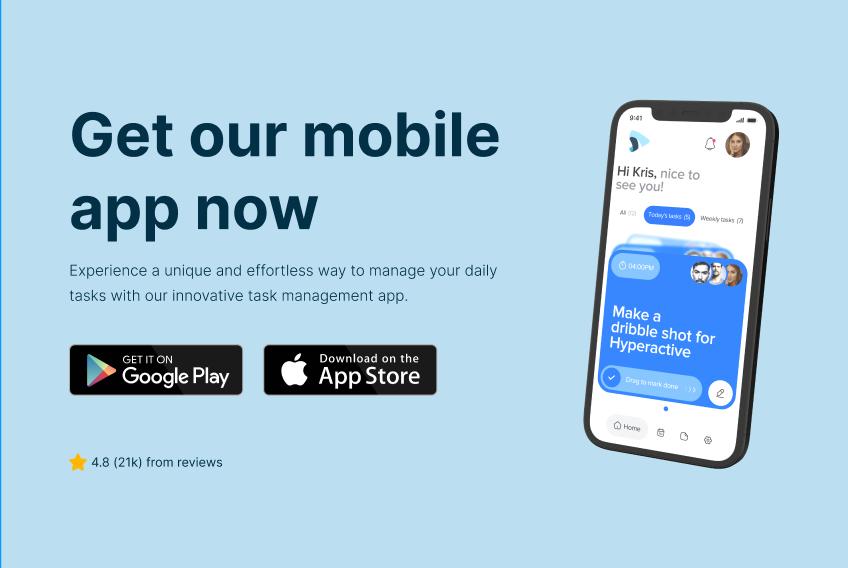 Get our mobile
app now
Experience a unique and effortless way to manage your daily
tasks with our innovative task management app.
GET IT ON
Google Play
Download on the
App Store
4.8 (21k) from reviews
9:41
Hi Kris, nice to
see you!
All (12)
Today's tasks (5)
Weekly tasks (7)
04:00PM
Make a
dribble shot for
Hyperactive
Drag to mark done
Home